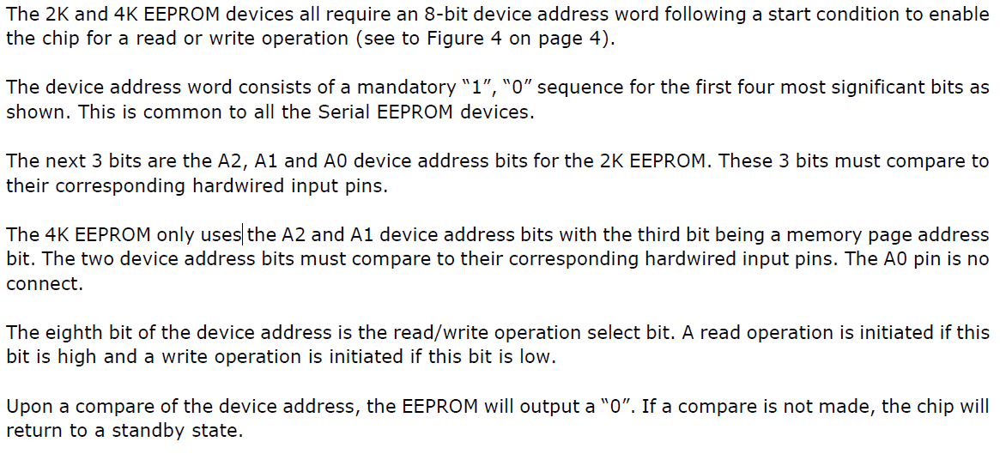 The 2K and 4K EEPROM devices all require an 8-bit device address word following a start condition to enable
the chip for a read or write operation (see to Figure 4 on page 4).
The device address word consists of a mandatory “1”, “0” sequence for the first four most significant bits as
shown. This is common to all the Serial EEPROM devices.
The next 3 bits are the A2, A1 and A0 device address bits for the 2K EEPROM. These 3 bits must compare to
their corresponding hardwired input pins.
The 4K EEPROM only uses the A2 and A1 device address bits with the third bit being a memory page address
bit. The two device address bits must compare to their corresponding hardwired input pins. The A0 pin is no
connect.
The eighth bit of the device address is the read/write operation select bit. A read operation is initiated if this
bit is high and a write operation is initiated if this bit is low.
Upon a compare of the device address, the EEPROM will output a “0”. If a compare is not made, the chip will
return to a standby state.